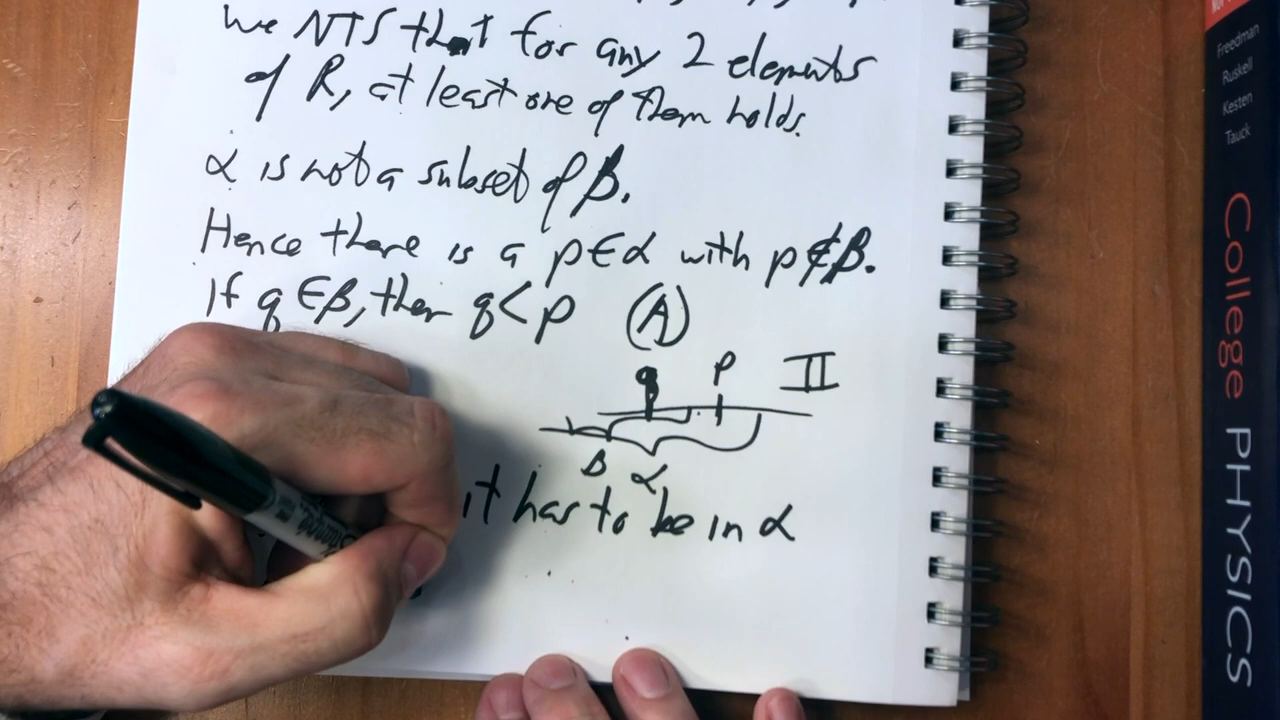 we NTS that for any 2 elements
of R, at least one of them holds.
α is not a subset of β.
Hence there is a p∈α with p∉β.
If q∈β, then q<p (A)
q p II
β α
it has to be in α
Freedman
Ruskell
Kesten
Tauck
College PHYSICS